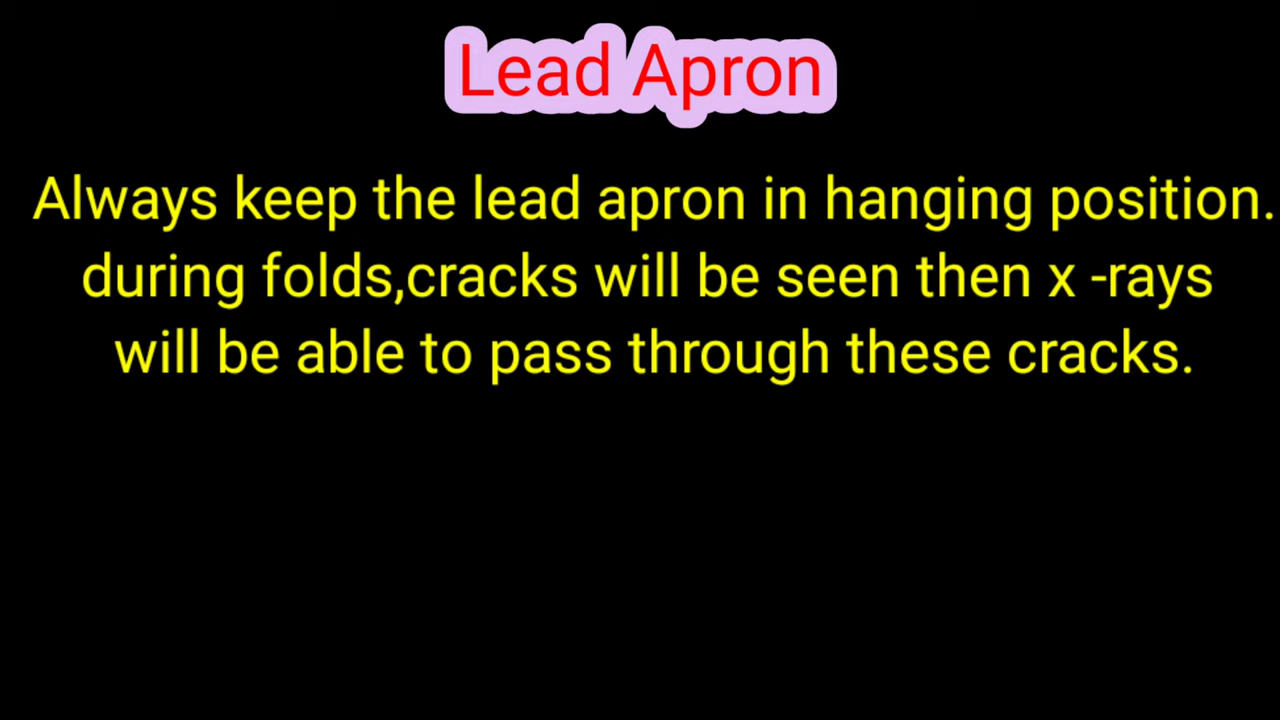 Lead Apron
Always keep the lead apron in hanging position.
during folds,cracks will be seen then x -rays
will be able to pass through these cracks.